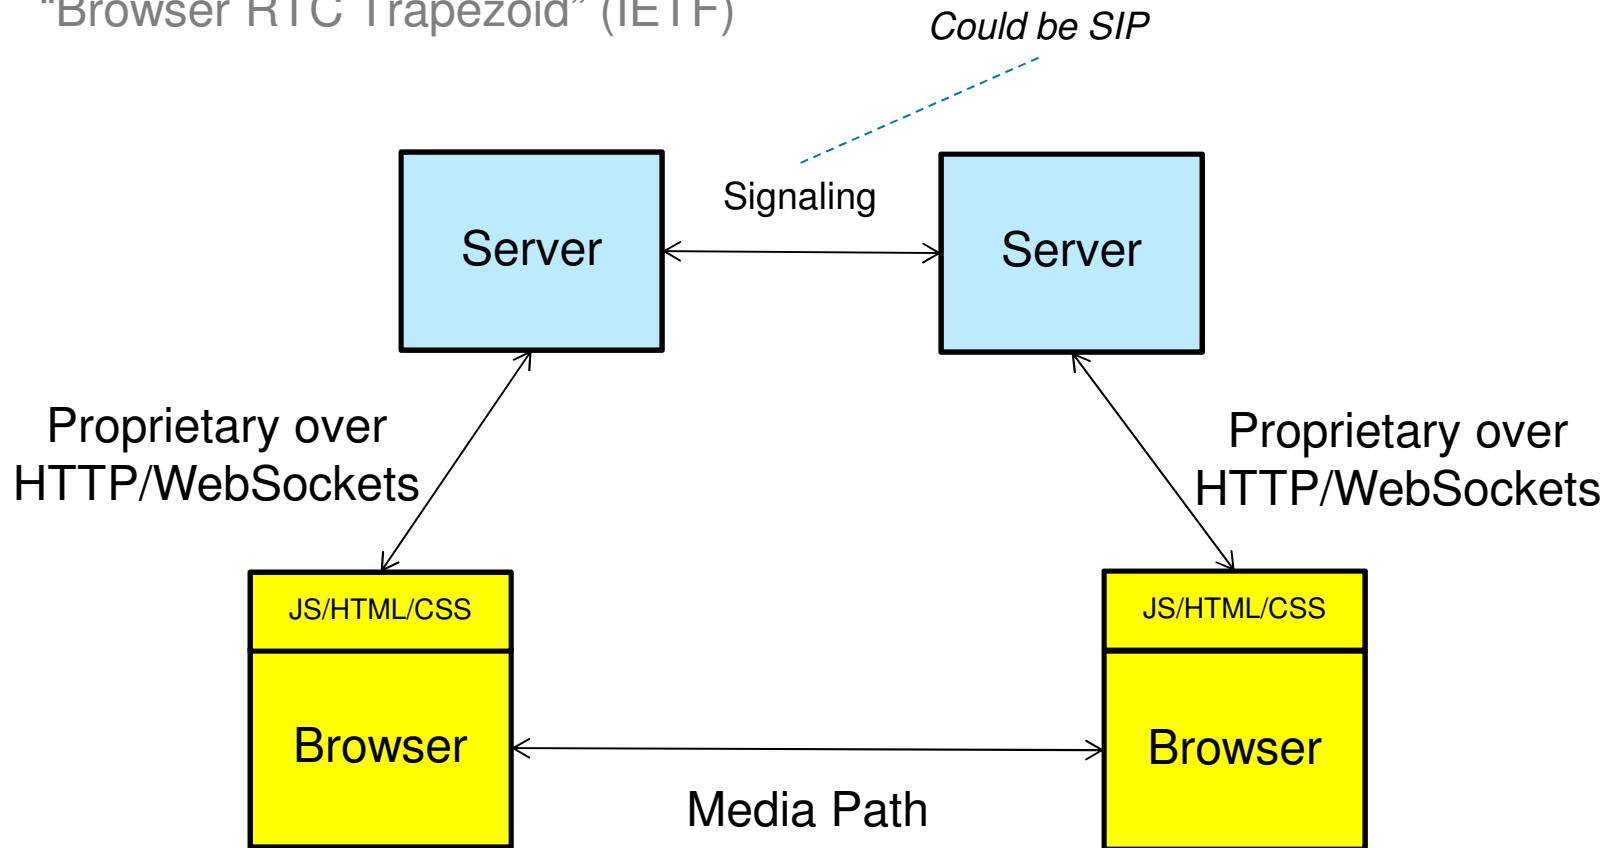 “Browser RTC Trapezoid” (IETF)
Could be SIP
Signaling
Server
Server
Proprietary over
HTTP/WebSockets
Proprietary over
HTTP/WebSockets
JS/HTML/CSS
JS/HTML/CSS
Browser
Browser
Media Path